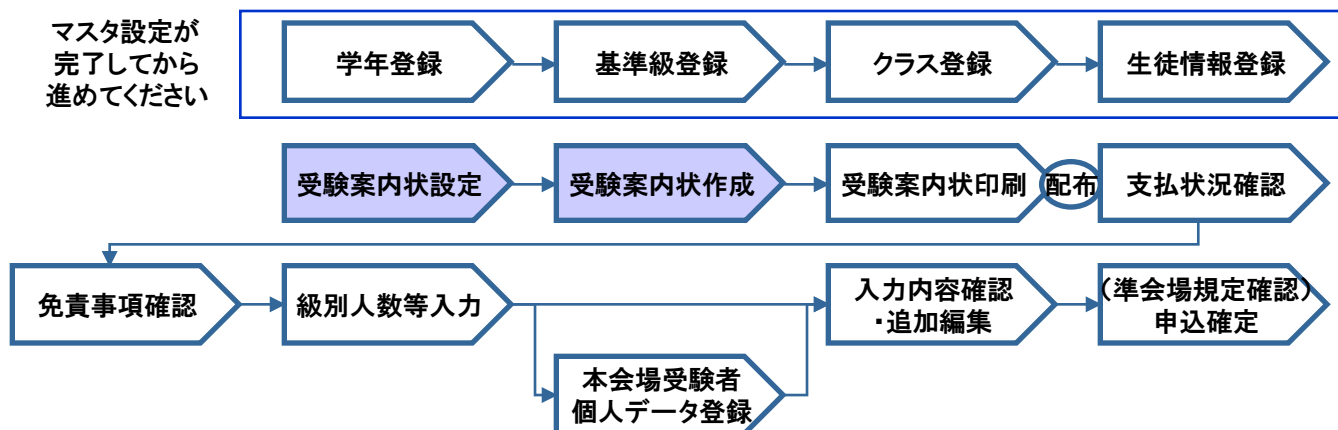 マスタ設定が
完了してから
進めてください
学年登録
基準級登録
クラス登録
生徒情報登録
受験案内状設定
受験案内状作成
受験案内状印刷
配布
支払状況確認
免責事項確認
級別人数等入力
本会場受験者
個人データ登録
入力内容確認
・追加編集
(準会場規定確認)
申込確定